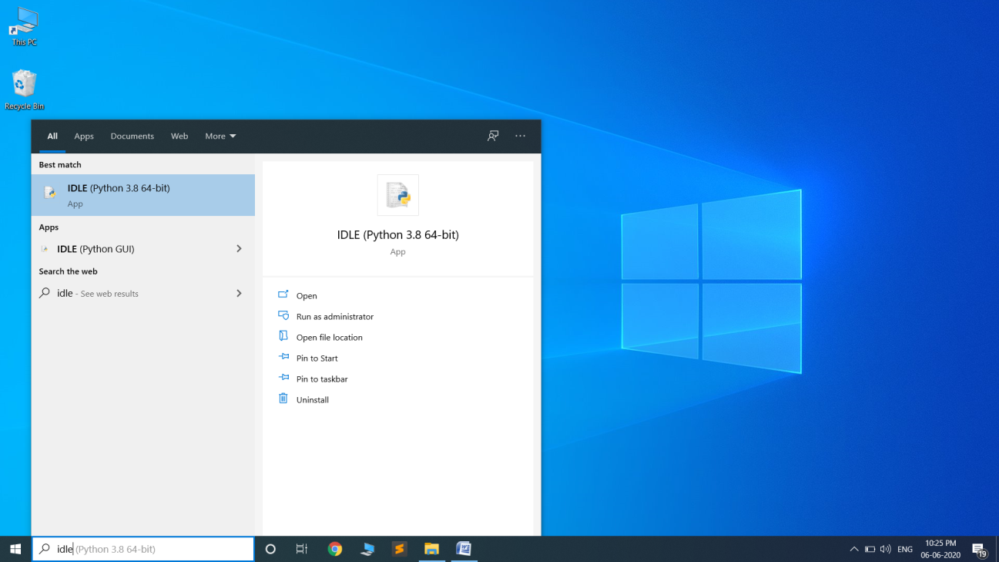 This PC
Recycle Bin
All Apps Documents Web More
Best match
IDLE (Python 3.8 64-bit)
App
Apps
IDLE (Python GUI)
Search the web
idle - See web results
IDLE (Python 3.8 64-bit)
App
Open
Run as administrator
Open file location
Pin to Start
Pin to taskbar
Uninstall
idle (Python 3.8 64-bit)
ENG
10:25 PM
06-06-2020
19